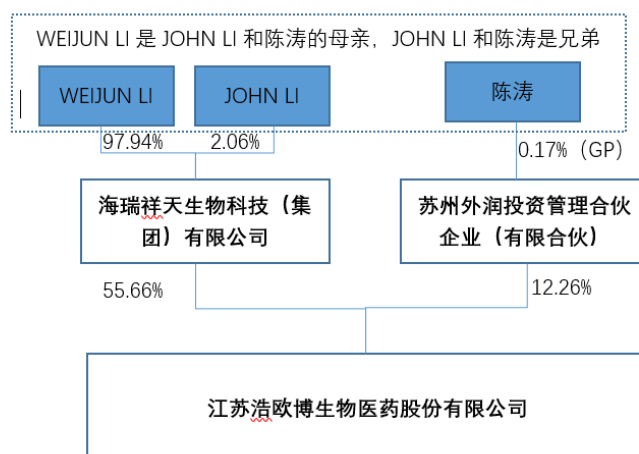 WEIJUN LI 是 JOHN LI 和陈涛的母亲，JOHN LI 和陈涛是兄弟
WEIJUN LI
JOHN LI
陈涛
97.94%
2.06%
0.17%（GP）
海瑞祥天生物科技（集
团）有限公司
苏州外润投资管理合伙
企业（有限合伙）
55.66%
12.26%
江苏浩欧博生物医药股份有限公司